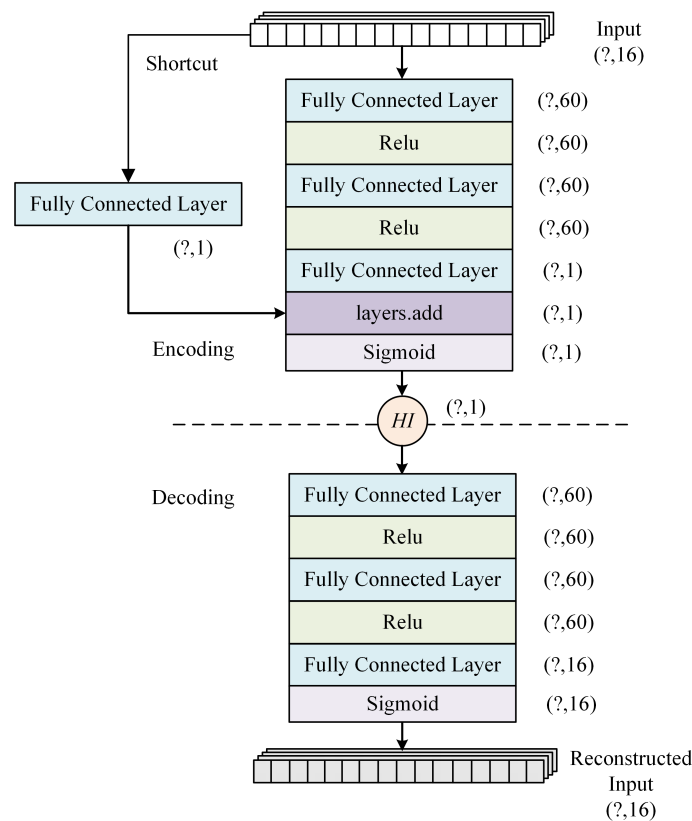 Input
(?,16)
Shortcut
Fully Connected Layer (?,60)
Relu (?,60)
Fully Connected Layer (?,60)
Relu (?,60)
Fully Connected Layer (?,1)
layers.add (?,1)
Sigmoid (?,1)
Fully Connected Layer
(?,1)
Encoding
HI (?,1)
Decoding
Fully Connected Layer (?,60)
Relu (?,60)
Fully Connected Layer (?,60)
Relu (?,60)
Fully Connected Layer (?,16)
Sigmoid (?,16)
Reconstructed
Input
(?,16)